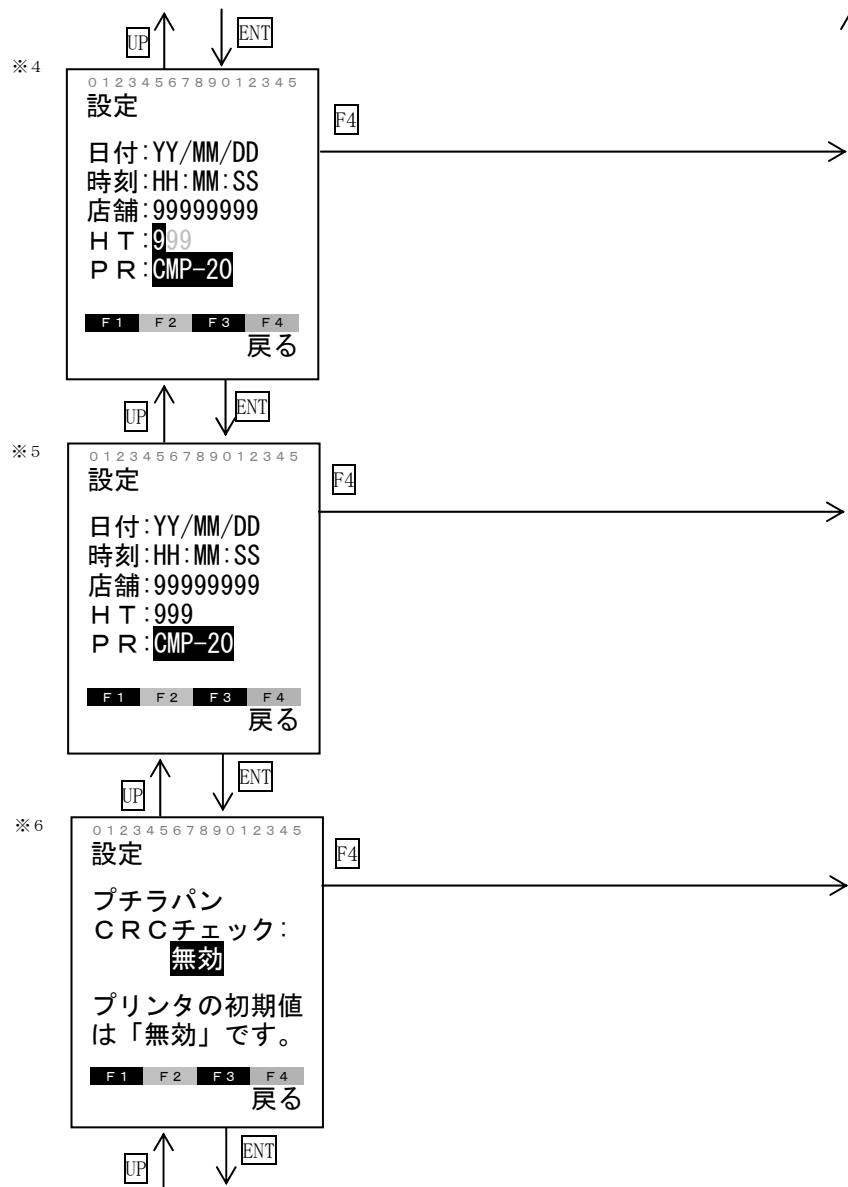 UP
ENT
※4
0123456789012345
設定
F4
日付:YY/MM/DD
時刻:HH:MM:SS
店舗:99999999
HT:999
PR:CMP-20
F1 F2 F3 F4
戻る
UP
ENT
※5
0123456789012345
設定
F4
日付:YY/MM/DD
時刻:HH:MM:SS
店舗:99999999
HT:999
PR:CMP-20
F1 F2 F3 F4
戻る
UP
ENT
※6
0123456789012345
設定
F4
プチラパン
CRCチェック:
無効
プリンタの初期値
は「無効」です。
F1 F2 F3 F4
戻る
UP
ENT